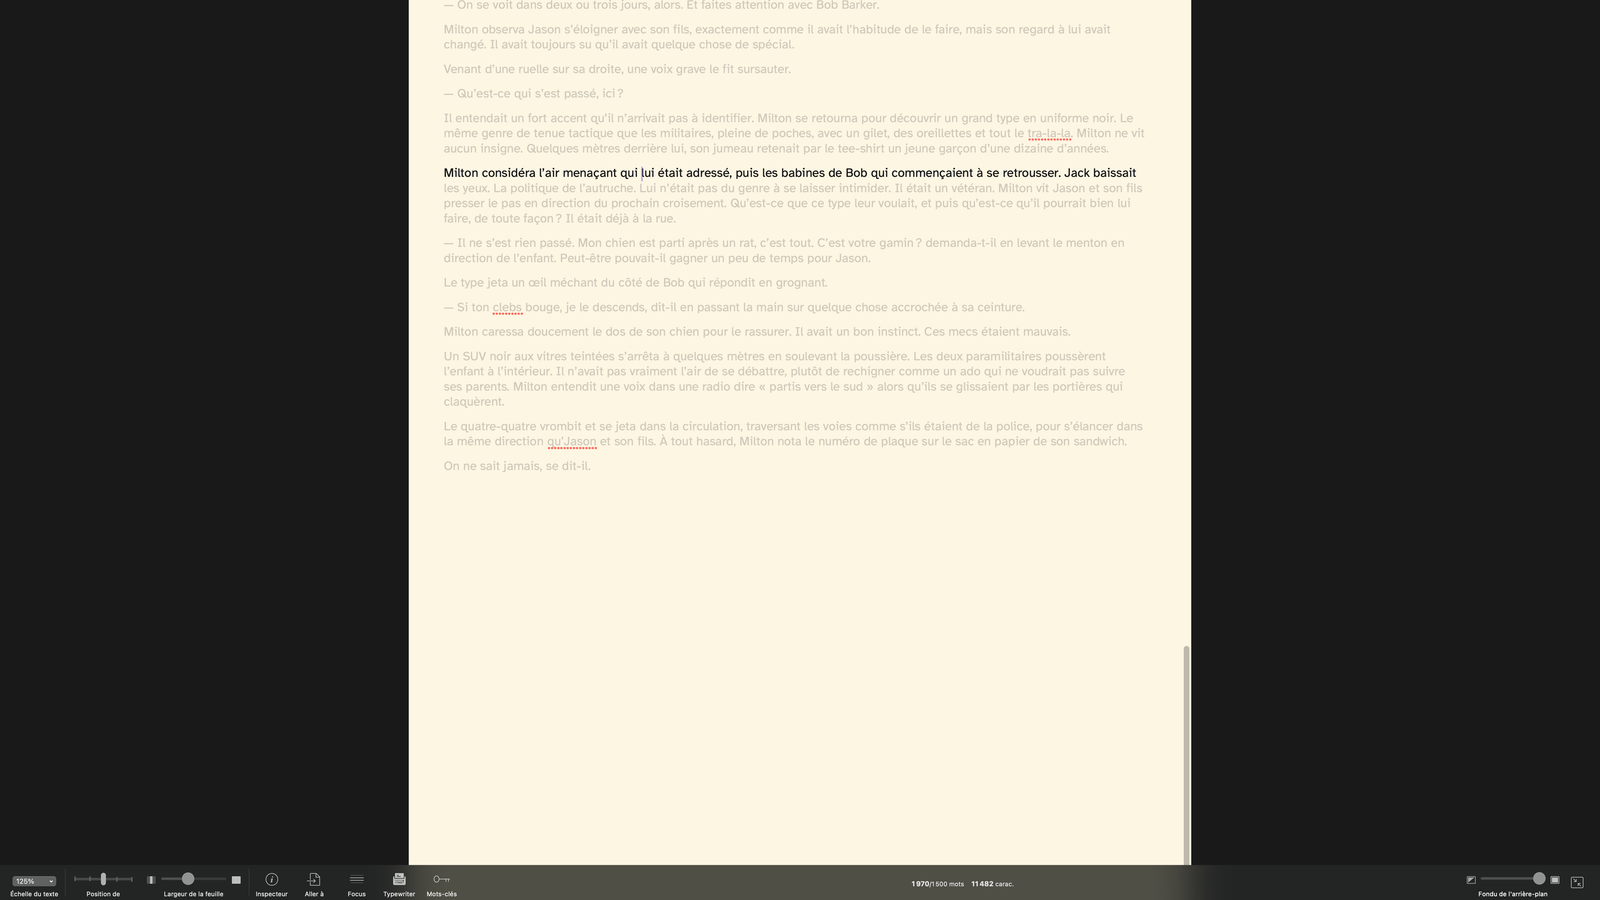 — On se voit dans deux ou trois jours, alors. Et faites attention avec Bob Barker.
Milton observa Jason s’éloigner avec son fils, exactement comme il avait l’habitude de le faire, mais son regard à lui avait
changé. Il avait toujours su qu’il avait quelque chose de spécial.
Venant d’une ruelle sur sa droite, une voix grave le fit sursauter.
— Qu’est-ce qui s’est passé, ici ?
Il entendait un fort accent qu’il n’arrivait pas à identifier. Milton se retourna pour découvrir un grand type en uniforme noir. Le
même genre de tenue tactique que les militaires, pleine de poches, avec un gilet, des oreillettes et tout le tra-la-la. Milton ne vit
aucun insigne. Quelques mètres derrière lui, son jumeau retenait par le tee-shirt un jeune garçon d’une dizaine d’années.
Milton considéra l’air menaçant qui lui était adressé, puis les babines de Bob qui commençaient à se retrousser. Jack baissait
les yeux. La politique de l’autruche. Lui n’était pas du genre à se laisser intimider. Il était un vétéran. Milton vit Jason et son fils
presser le pas en direction du prochain croisement. Qu’est-ce que ce type leur voulait, et puis qu’est-ce qu’il pourrait bien lui
faire, de toute façon ? Il était déjà à la rue.
— Il ne s’est rien passé. Mon chien est parti après un rat, c’est tout. C’est votre gamin ? demanda-t-il en levant le menton en
direction de l’enfant. Peut-être pouvait-il gagner un peu de temps pour Jason.
Le type jeta un œil méchant du côté de Bob qui répondit en grognant.
— Si ton clebs bouge, je le descends, dit-il en passant la main sur quelque chose accrochée à sa ceinture.
Milton caressa doucement le dos de son chien pour le rassurer. Il avait un bon instinct. Ces mecs étaient mauvais.
Un SUV noir aux vitres teintées s’arrêta à quelques mètres en soulevant la poussière. Les deux paramilitaires poussèrent
l’enfant à l’intérieur. Il n’avait pas vraiment l’air de se débattre, plutôt de rechigner comme un ado qui ne voudrait pas suivre
ses parents. Milton entendit une voix dans une radio dire « partis vers le sud » alors qu’ils se glissaient par les portières qui
claquèrent.
Le quatre-quatre vrombit et se jeta dans la circulation, traversant les voies comme s’ils étaient de la police, pour s’élancer dans
la même direction qu’Jason et son fils. À tout hasard, Milton nota le numéro de plaque sur le sac en papier de son sandwich.
On ne sait jamais, se dit-il.
125%
1970/1500 mots 11482 carac.
Échelle du texte Position de Largeur de la feuille Inspecteur Aller à Focus Typewriter Mots-clés Fondu de l’arrière-plan